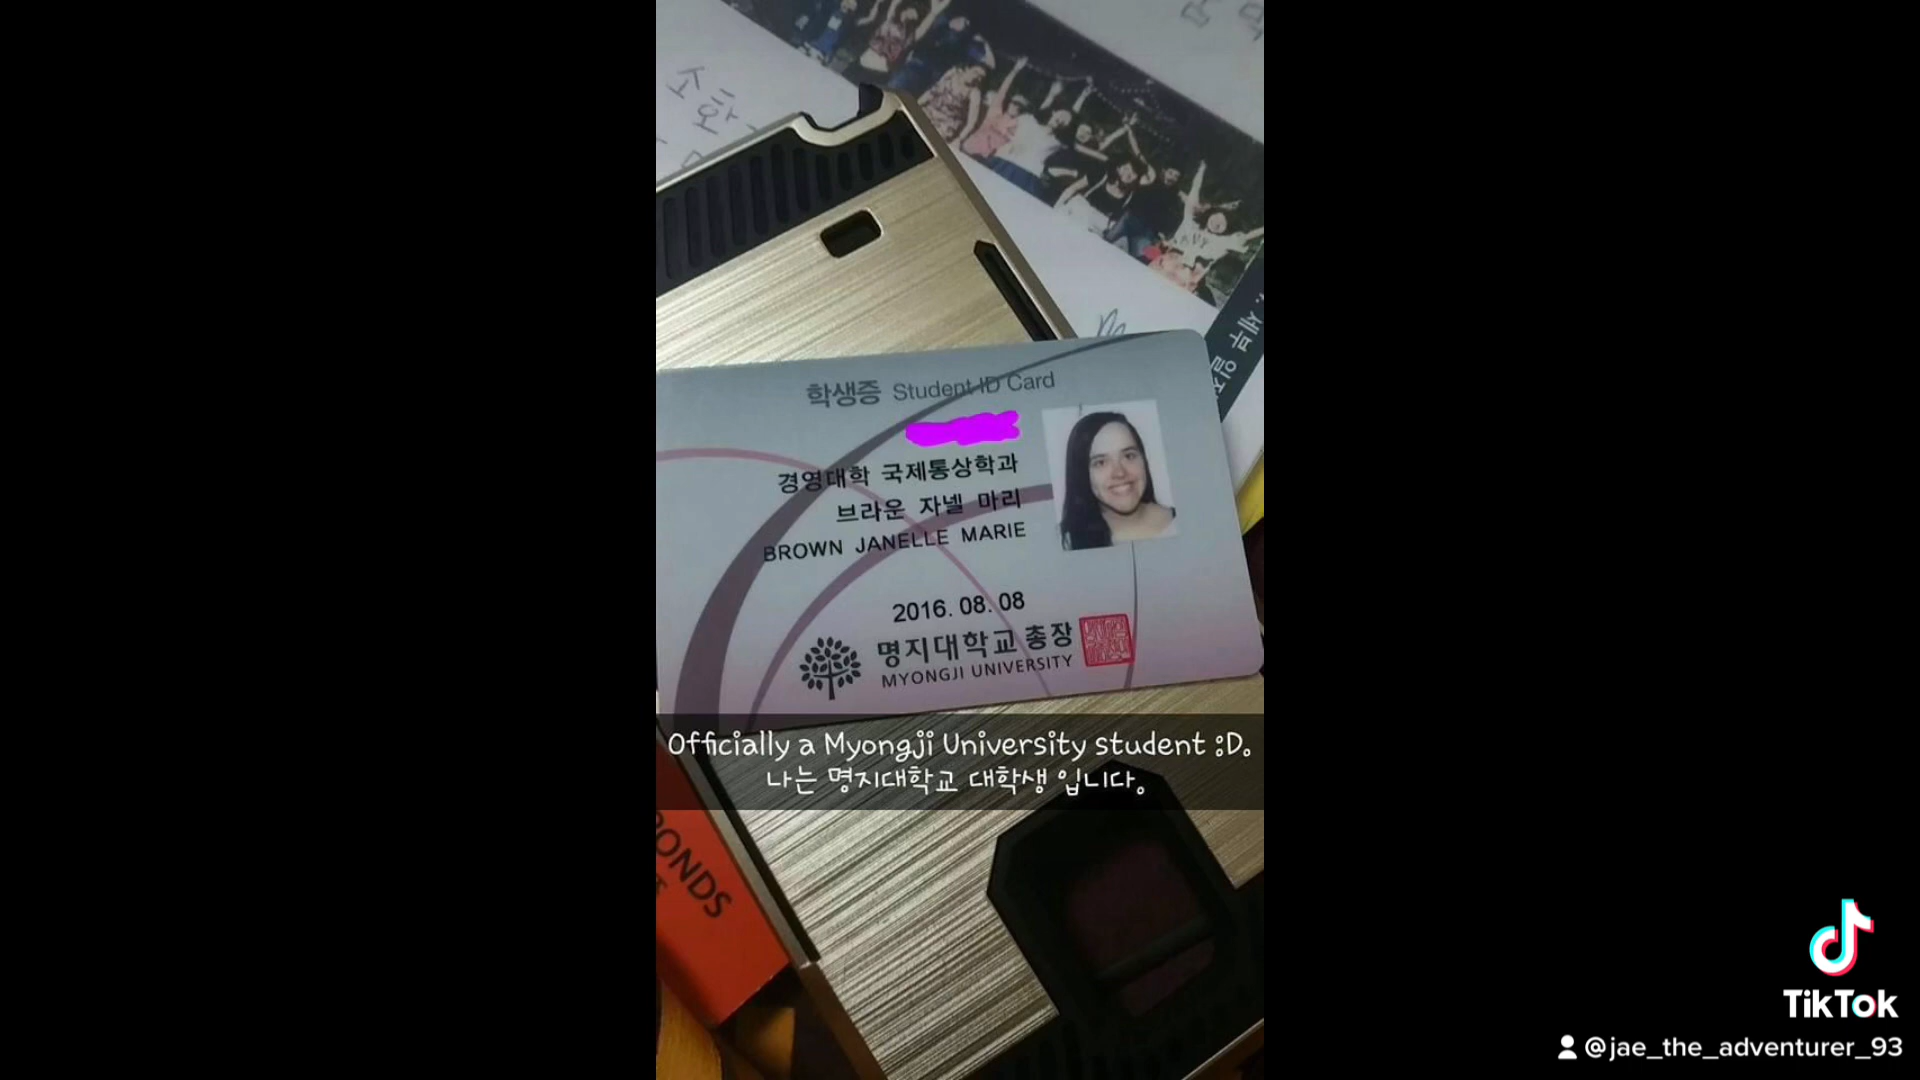 소확
학생증 Student ID Card
경영대학 국제통상학과
브라운 자넬 마리
BROWN JANELLE MARIE
2016. 08. 08
명지대학교 총장
MYONGJI UNIVERSITY
Officially a Myongji University student :D.
나는 명지대학교 대학생 입니다.
PONDS
TikTok
@jae_the_adventurer_93